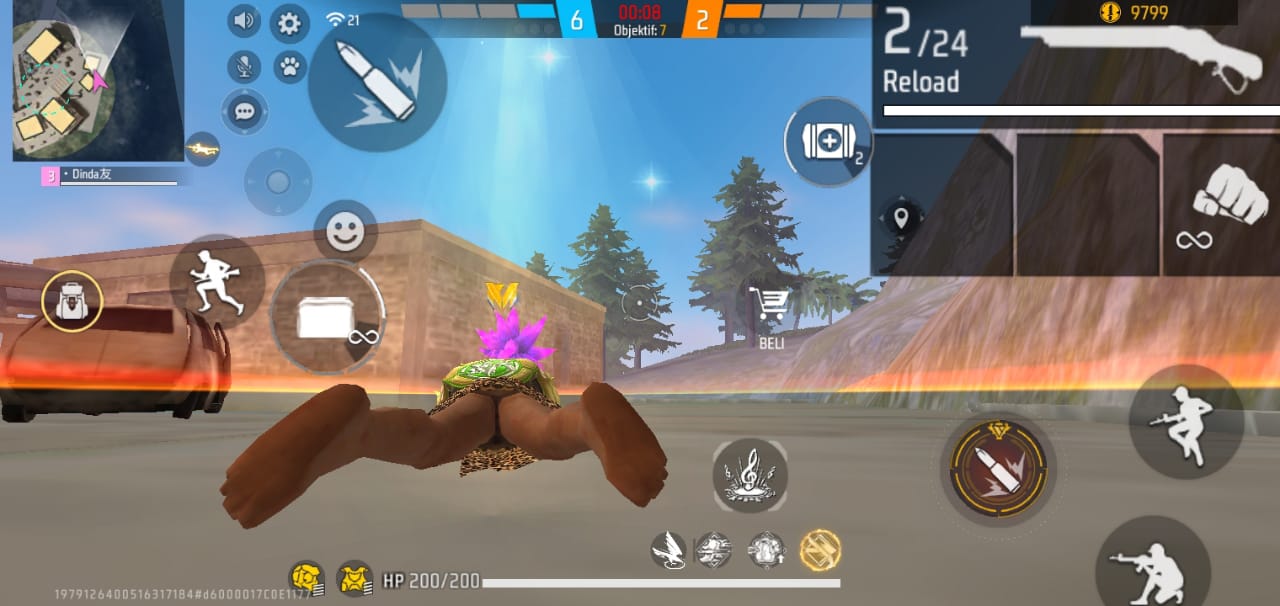 21
6
00:08
Objektif: 7
2
2/24
Reload
9799
3
• Dinda友
2
BELI
HP 200/200
1979126400516317184#d6000017C0E1177